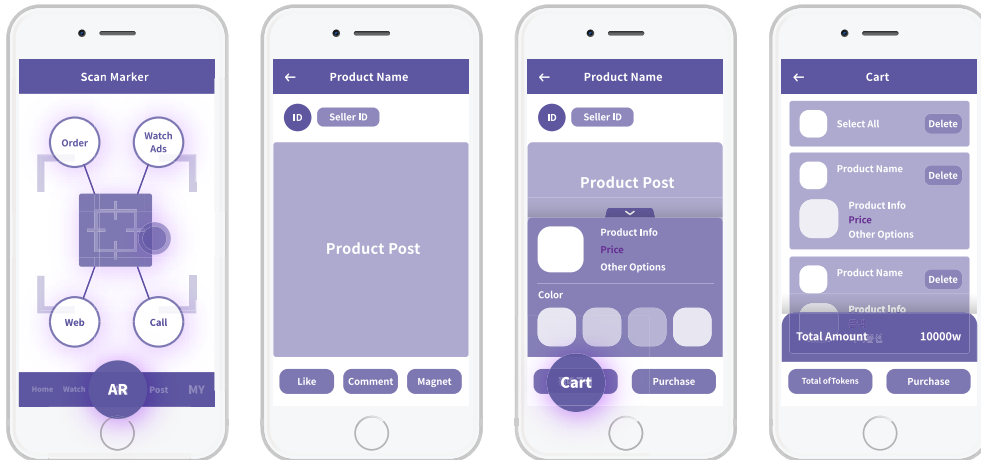 Scan Marker
Order
Watch
Ads
Web
Call
Home
Watch
AR
Post
MY
Product Name
ID
Seller ID
Product Post
Like
Comment
Magnet
Product Name
ID
Seller ID
Product Post
Product Info
Price
Other Options
Color
Cart
Purchase
Cart
Select All
Delete
Product Name
Delete
Product Info
Price
Other Options
Product Name
Delete
Product Info
Total Amount
10000w
Total of Tokens
Purchase